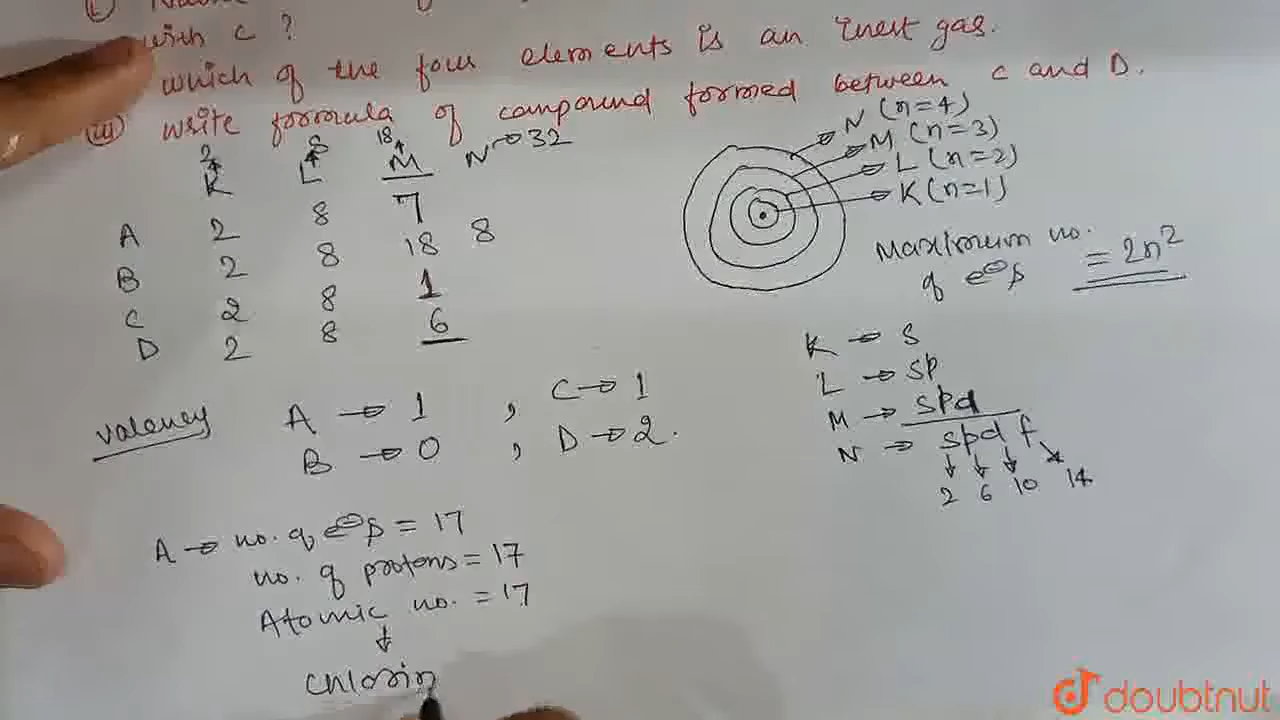 with c ?
which of the four elements is an inert gas.
(iii) write formula of compound formed between c and D.
2 8 18 N → 32
K L M
A 2 8 7
B 2 8 18 8
C 2 8 1
D 2 8 6
N (n=4)
M (n=3)
L (n=2)
K (n=1)
Maximum no.
of e⊖s = 2n²
K → s
L → sp
M → spd
N → spd f
2 6 10 14
valency A → 1 , C → 1
B → 0 , D → 2.
A → no. of e⊖s = 17
no. of protons = 17
Atomic no. = 17
↓
Chlorin
doubtnut